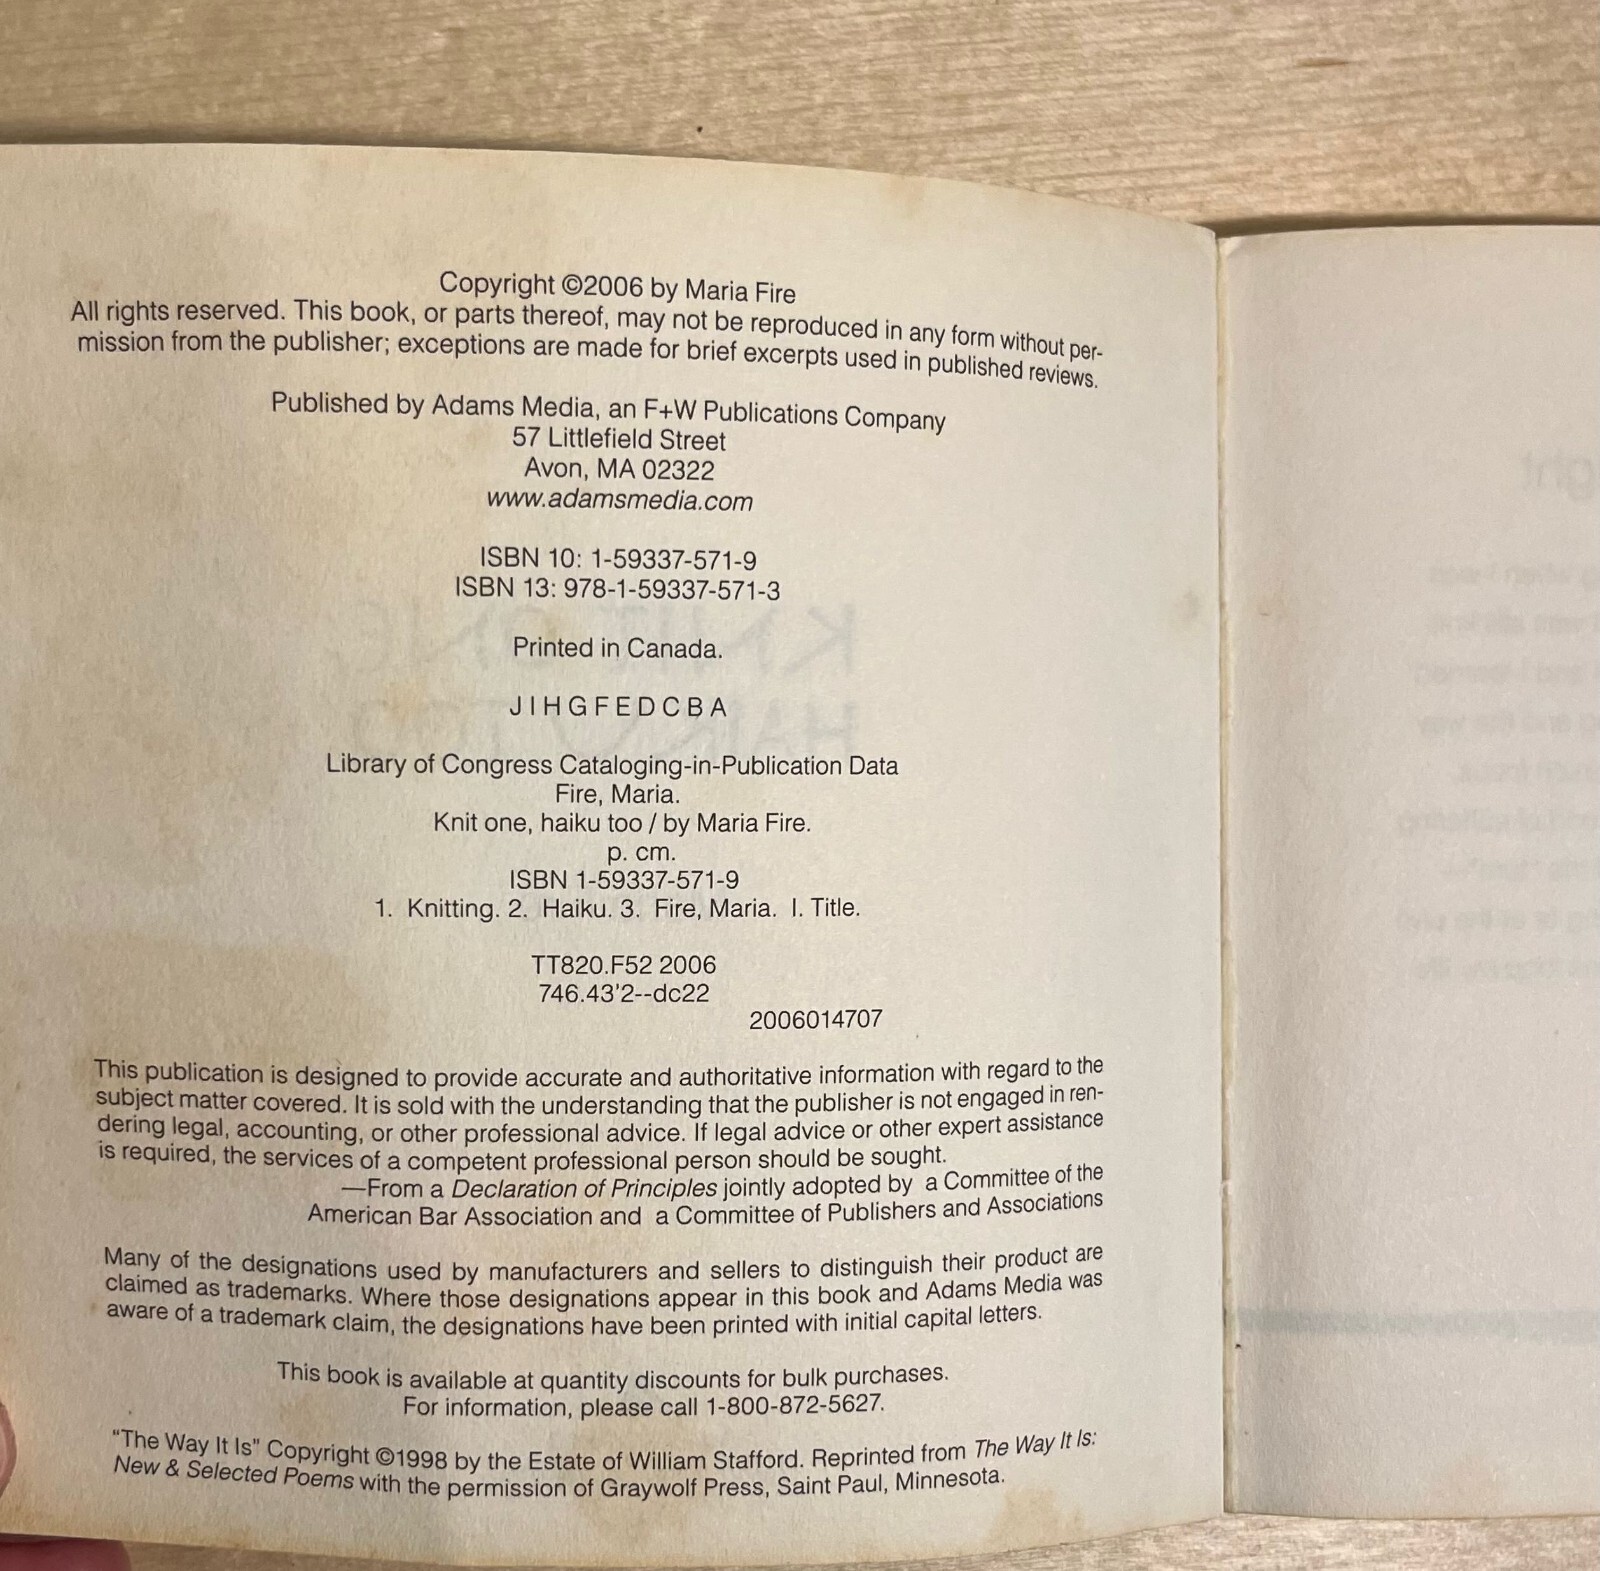 Copyright ©2006 by Maria Fire
All rights reserved. This book, or parts thereof, may not be reproduced in any form without per-
mission from the publisher; exceptions are made for brief excerpts used in published reviews.
Published by Adams Media, an F+W Publications Company
57 Littlefield Street
Avon, MA 02322
www.adamsmedia.com
ISBN 10: 1-59337-571-9
ISBN 13: 978-1-59337-571-3
Printed in Canada.
J I H G F E D C B A
Library of Congress Cataloging-in-Publication Data
Fire, Maria.
Knit one, haiku too / by Maria Fire.
p. cm.
ISBN 1-59337-571-9
1. Knitting. 2. Haiku. 3. Fire, Maria. I. Title.
TT820.F52 2006
746.43'2--dc22
2006014707
This publication is designed to provide accurate and authoritative information with regard to the
subject matter covered. It is sold with the understanding that the publisher is not engaged in ren-
dering legal, accounting, or other professional advice. If legal advice or other expert assistance
is required, the services of a competent professional person should be sought.
—From a Declaration of Principles jointly adopted by a Committee of the
American Bar Association and a Committee of Publishers and Associations
Many of the designations used by manufacturers and sellers to distinguish their product are
claimed as trademarks. Where those designations appear in this book and Adams Media was
aware of a trademark claim, the designations have been printed with initial capital letters.
This book is available at quantity discounts for bulk purchases.
For information, please call 1-800-872-5627.
"The Way It Is" Copyright ©1998 by the Estate of William Stafford. Reprinted from The Way It Is:
New & Selected Poems with the permission of Graywolf Press, Saint Paul, Minnesota.